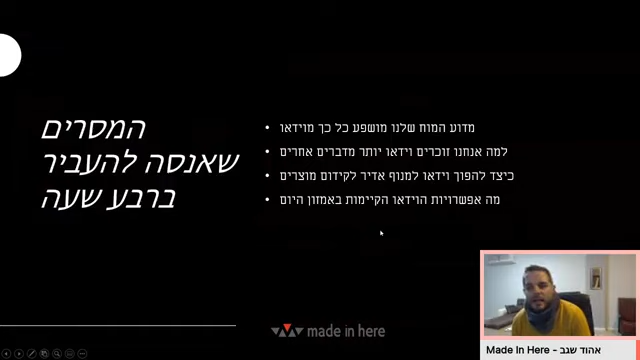 המסרים
שאנסה להעביר
ברבע שעה
• מדוע המוח שלנו מושפע כל כך מוידאו
• למה אנחנו זוכרים וידאו יותר מדברים אחרים
• כיצד להפוך וידאו למנוף אדיר לקידום מוצרים
• מה אפשרויות הוידאו הקיימות באמזון היום
made in here
Made In Here - אהוד שגב